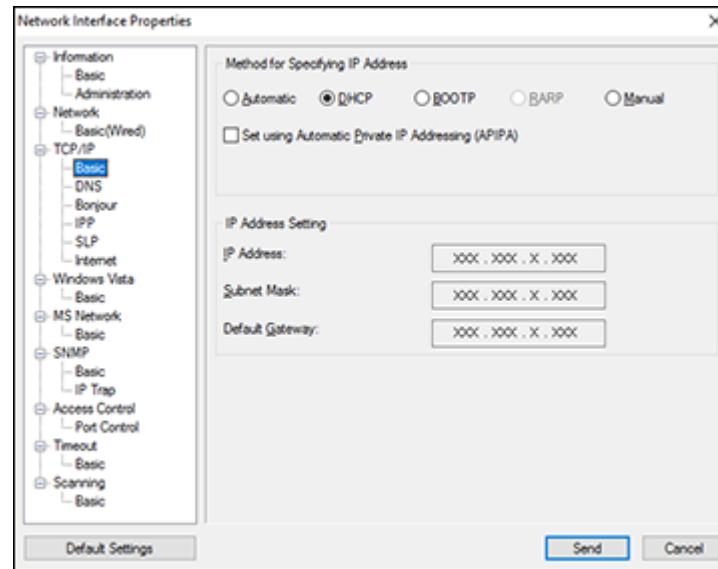 Network Interface Properties
Information
Basic
Administration
Network
Basic(Wired)
TCP/IP
Basic
DNS
Bonjour
IPP
SLP
Internet
Windows Vista
Basic
MS Network
Basic
SNMP
Basic
IP Trap
Access Control
Port Control
Timeout
Basic
Scanning
Basic
Default Settings
Method for Specifying IP Address
Automatic DHCP BOOTP RARP Manual
Set using Automatic Private IP Addressing (APIPA)
IP Address Setting
IP Address: XXX . XXX . X . XXX
Subnet Mask: XXX . XXX . X . XXX
Default Gateway: XXX . XXX . X . XXX
Send Cancel